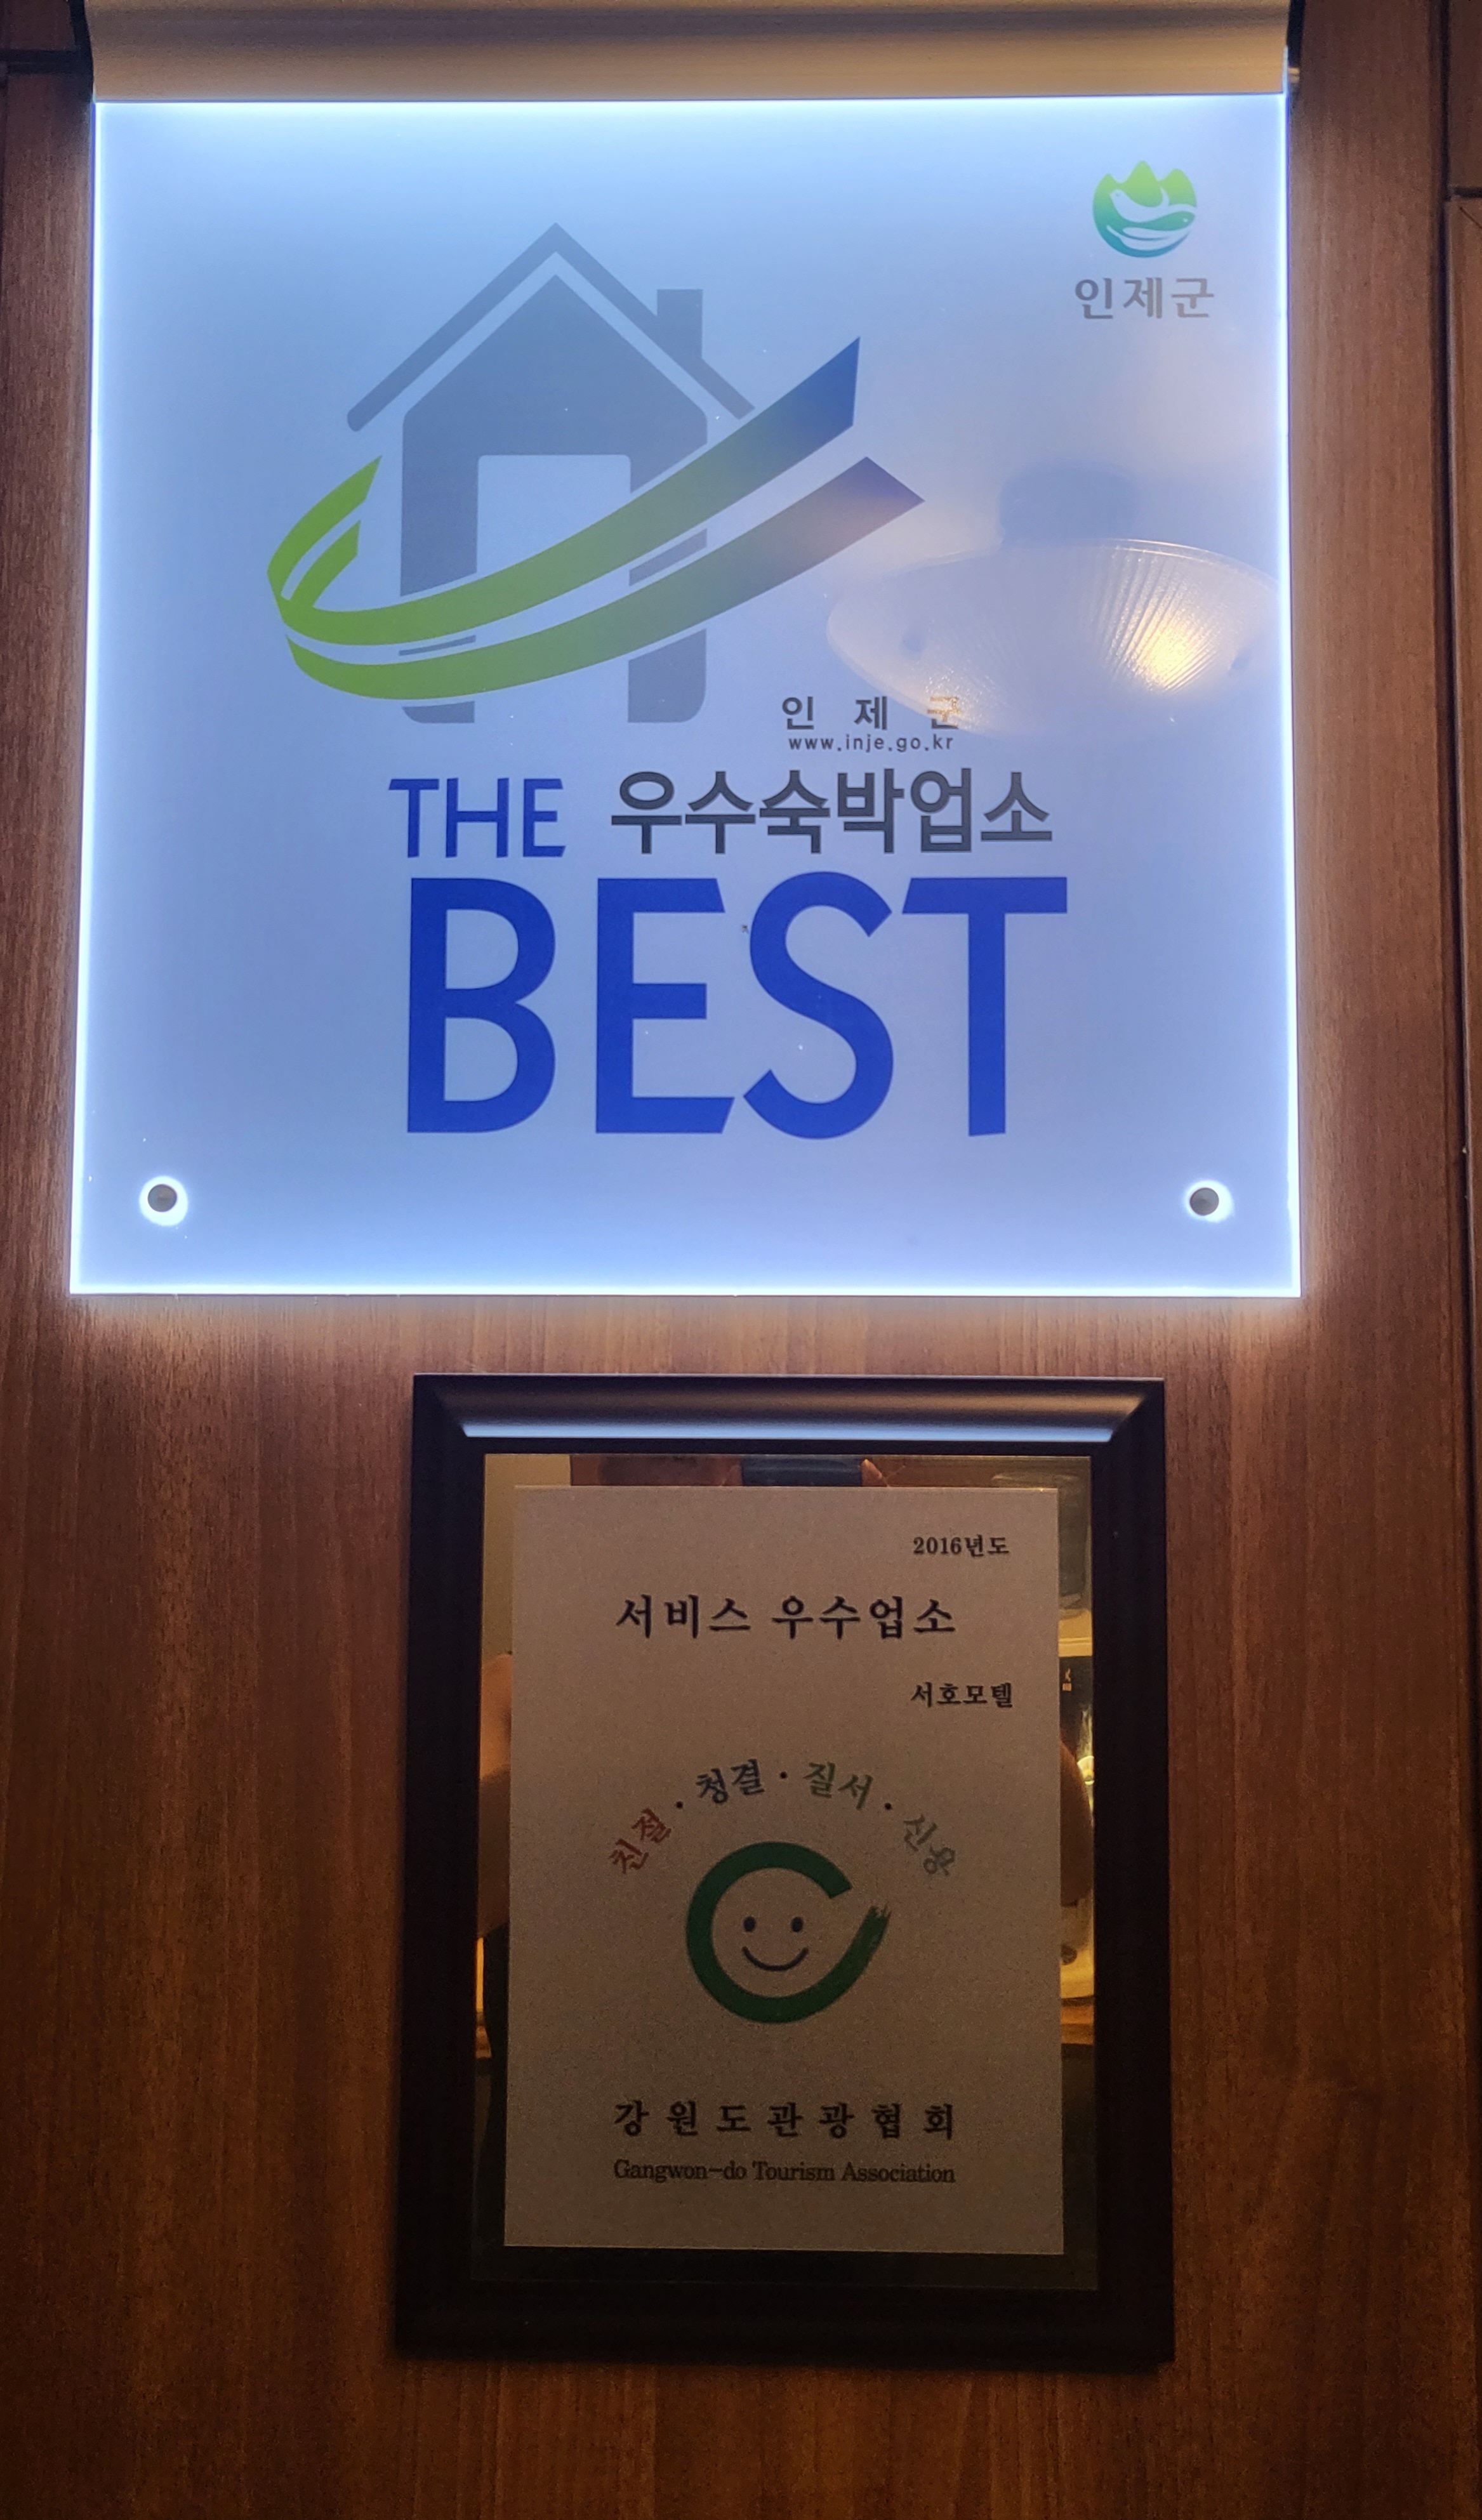 인제군
인 제 군
www.inje.go.kr
THE 우수숙박업소
BEST
2016년도
서비스 우수업소
서호모텔
친절 · 청결 · 질서 · 신용
강원도관광협회
Gangwon-do Tourism Association